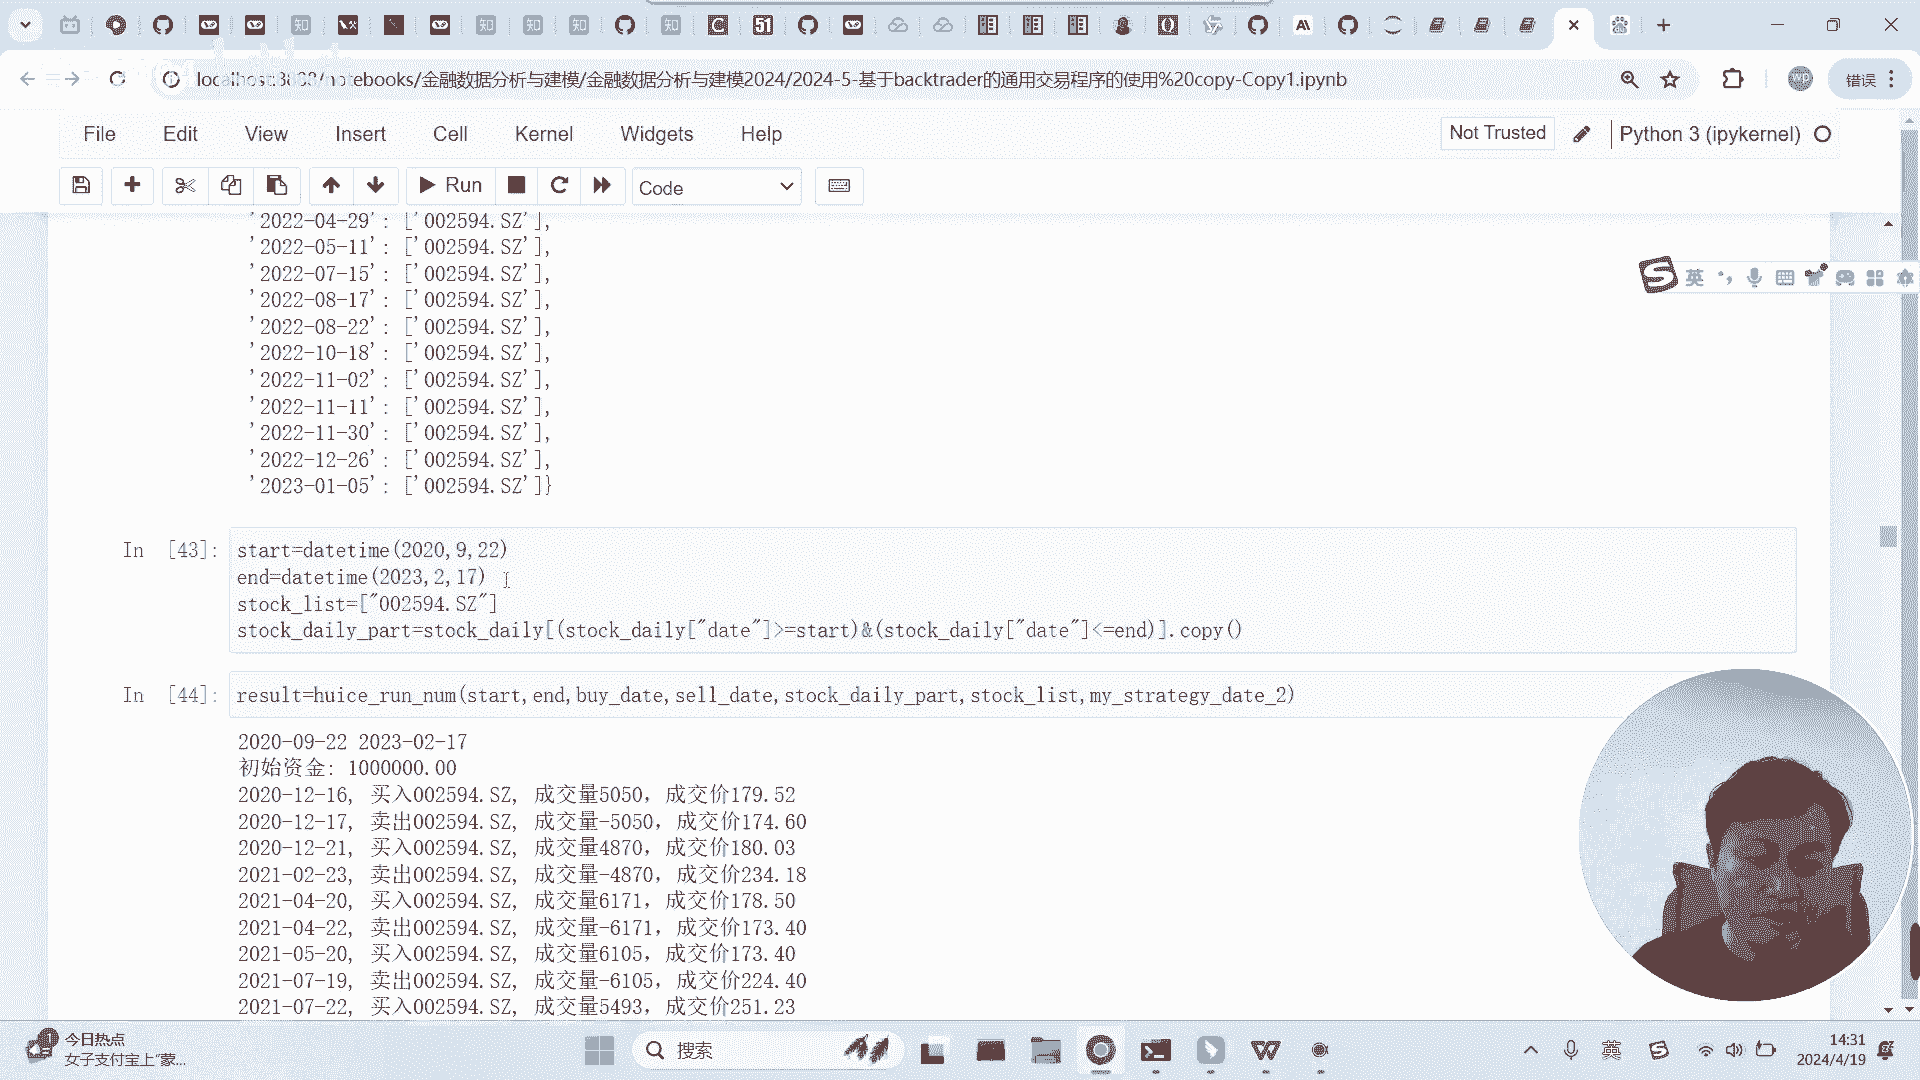 localhost:8888/notebooks/金融数据分析与建模/金融数据分析与建模2024/2024-5-基于backtrader的通用交易程序的使用%20copy-Copy1.ipynb
错误
File Edit View Insert Cell Kernel Widgets Help
Not Trusted
Python 3 (ipykernel)
Run
Code
'2022-04-29': ['002594.SZ'],
'2022-05-11': ['002594.SZ'],
'2022-07-15': ['002594.SZ'],
'2022-08-17': ['002594.SZ'],
'2022-08-22': ['002594.SZ'],
'2022-10-18': ['002594.SZ'],
'2022-11-02': ['002594.SZ'],
'2022-11-11': ['002594.SZ'],
'2022-11-30': ['002594.SZ'],
'2022-12-26': ['002594.SZ'],
'2023-01-05': ['002594.SZ']}
英
In [43]:
start=datetime(2020,9,22)
end=datetime(2023,2,17)
stock_list=["002594.SZ"]
stock_daily_part=stock_daily[(stock_daily["date"]>=start)&(stock_daily["date"]<=end)].copy()
In [44]:
result=huice_run_num(start,end,buy_date,sell_date,stock_daily_part,stock_list,my_strategy_date_2)
2020-09-22 2023-02-17
初始资金: 1000000.00
2020-12-16, 买入002594.SZ, 成交量5050，成交价179.52
2020-12-17, 卖出002594.SZ, 成交量-5050，成交价174.60
2020-12-21, 买入002594.SZ, 成交量4870，成交价180.03
2021-02-23, 卖出002594.SZ, 成交量-4870，成交价234.18
2021-04-20, 买入002594.SZ, 成交量6171，成交价178.50
2021-04-22, 卖出002594.SZ, 成交量-6171，成交价173.40
2021-05-20, 买入002594.SZ, 成交量6105，成交价173.40
2021-07-19, 卖出002594.SZ, 成交量-6105，成交价224.40
2021-07-22, 买入002594.SZ, 成交量5493，成交价251.23
今日热点
女子支付宝上"蒙...
搜索
英
14:31
2024/4/19